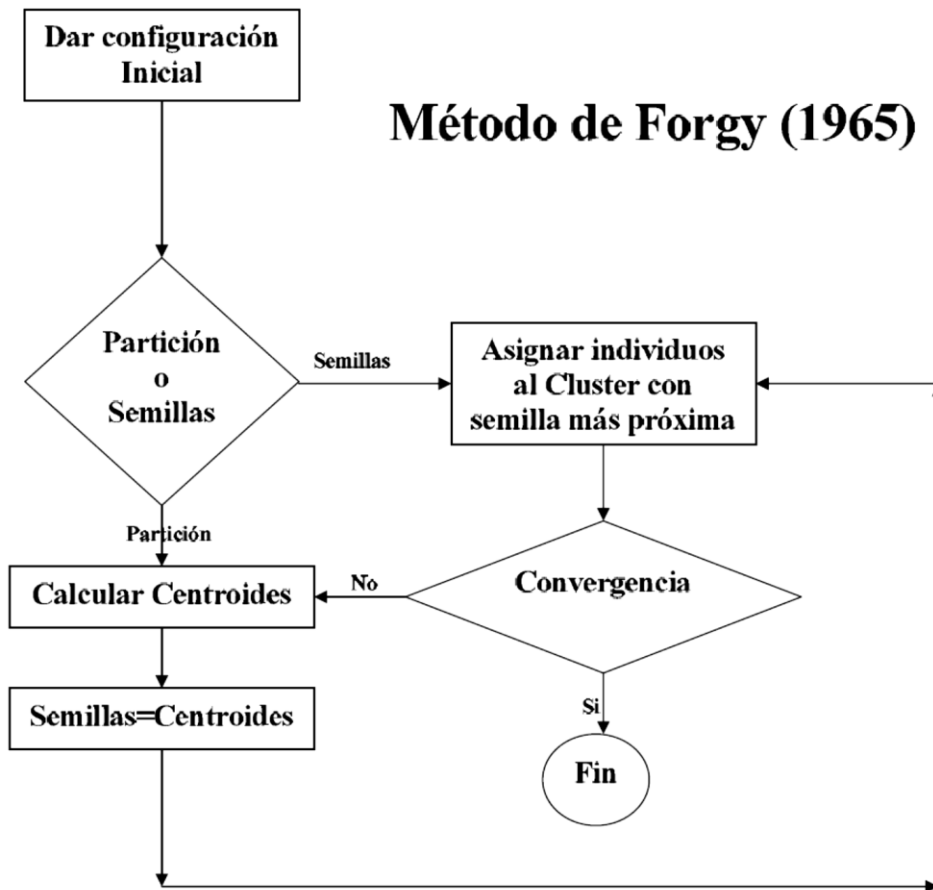 Dar configuración
Inicial
Método de Forgy (1965)
Partición
o
Semillas
Semillas
Asignar individuos
al Cluster con
semilla más próxima
Partición
Calcular Centroides
No
Convergencia
Semillas=Centroides
Si
Fin